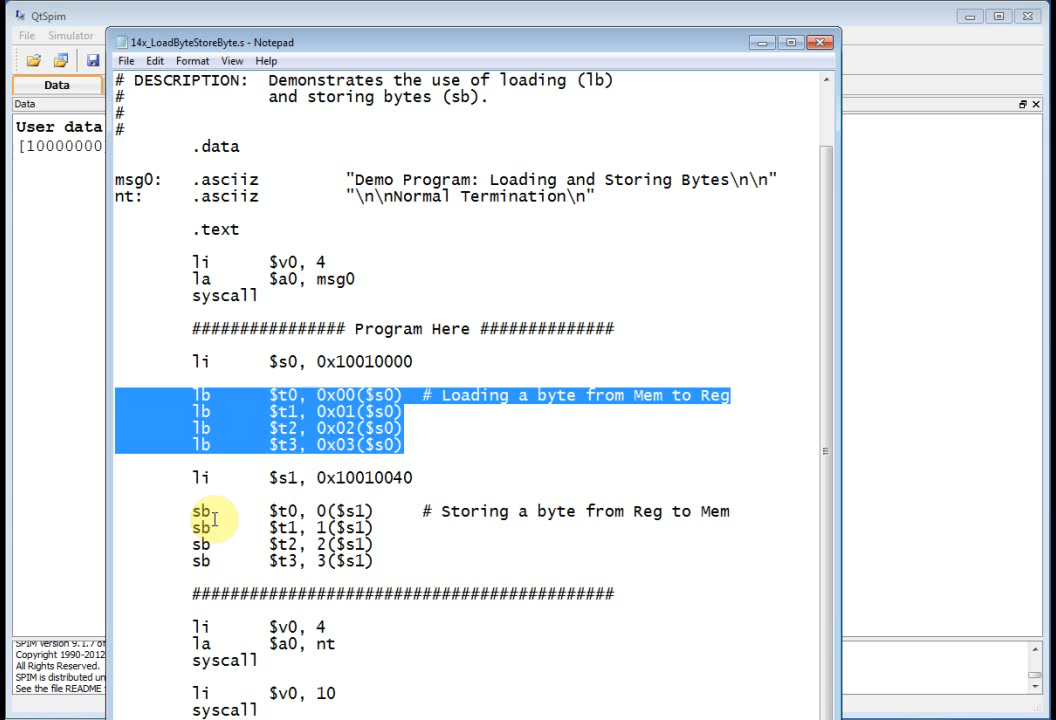 QtSpim
File Simulator
Data
Data
User data
[10000000
14x_LoadByteStoreByte.s - Notepad
File Edit Format View Help
# DESCRIPTION: Demonstrates the use of loading (lb)
# and storing bytes (sb).
#
#
.data
msg0: .asciiz "Demo Program: Loading and Storing Bytes\n\n"
nt: .asciiz "\n\nNormal Termination\n"
.text
li $v0, 4
la $a0, msg0
syscall
################ Program Here ##############
li $s0, 0x10010000
lb $t0, 0x00($s0) # Loading a byte from Mem to Reg
lb $t1, 0x01($s0)
lb $t2, 0x02($s0)
lb $t3, 0x03($s0)
li $s1, 0x10010040
sb $t0, 0($s1) # Storing a byte from Reg to Mem
sb $t1, 1($s1)
sb $t2, 2($s1)
sb $t3, 3($s1)
############################################
li $v0, 4
la $a0, nt
syscall
li $v0, 10
syscall
SPIM Version 9.1.7 of
Copyright 1990-2012
All Rights Reserved.
SPIM is distributed un
See the file README